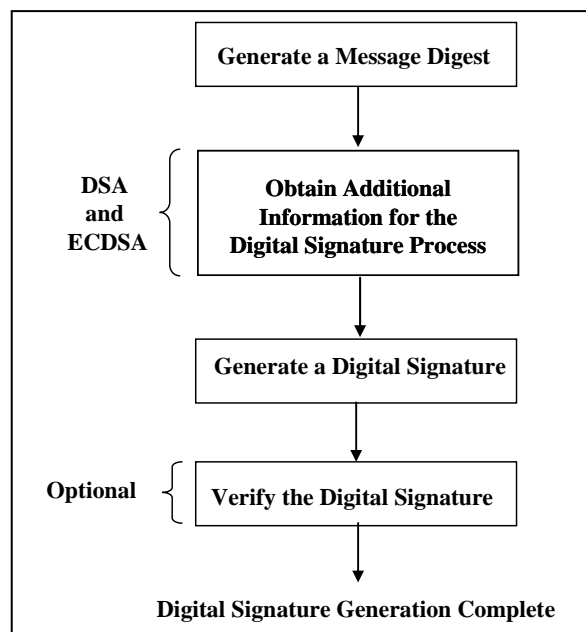 Generate a Message Digest
DSA
and
ECDSA
Obtain Additional
Information for the
Digital Signature Process
Generate a Digital Signature
Optional
Verify the Digital Signature
Digital Signature Generation Complete